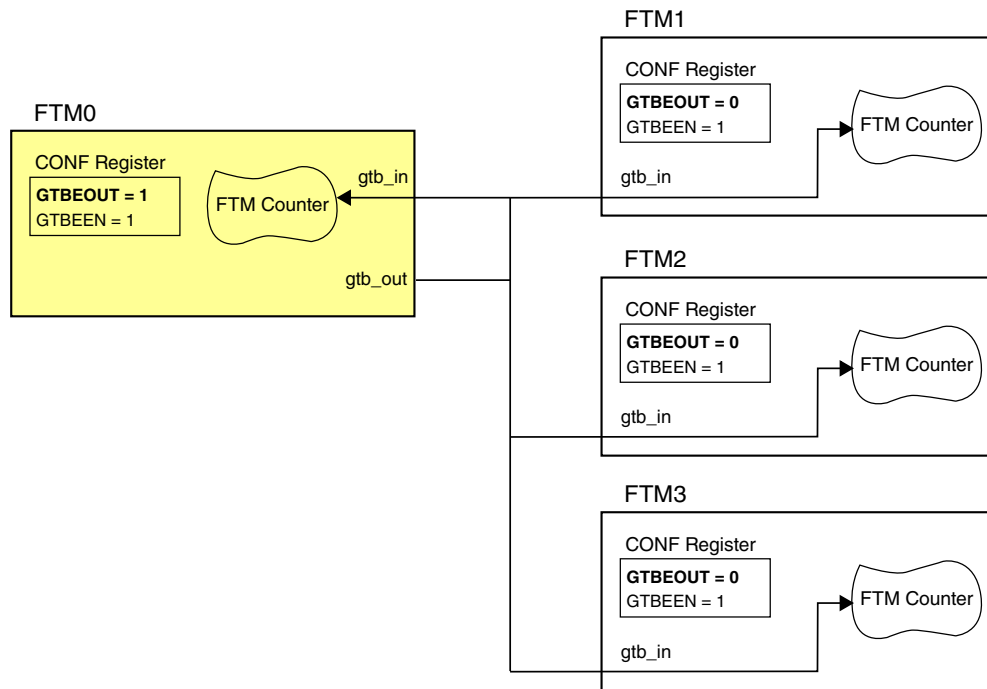 FTM0
CONF Register
GTBEOUT = 1
GTBEEN = 1
FTM Counter
gtb_in
gtb_out
FTM1
CONF Register
GTBEOUT = 0
GTBEEN = 1
FTM Counter
gtb_in
FTM2
CONF Register
GTBEOUT = 0
GTBEEN = 1
FTM Counter
gtb_in
FTM3
CONF Register
GTBEOUT = 0
GTBEEN = 1
FTM Counter
gtb_in